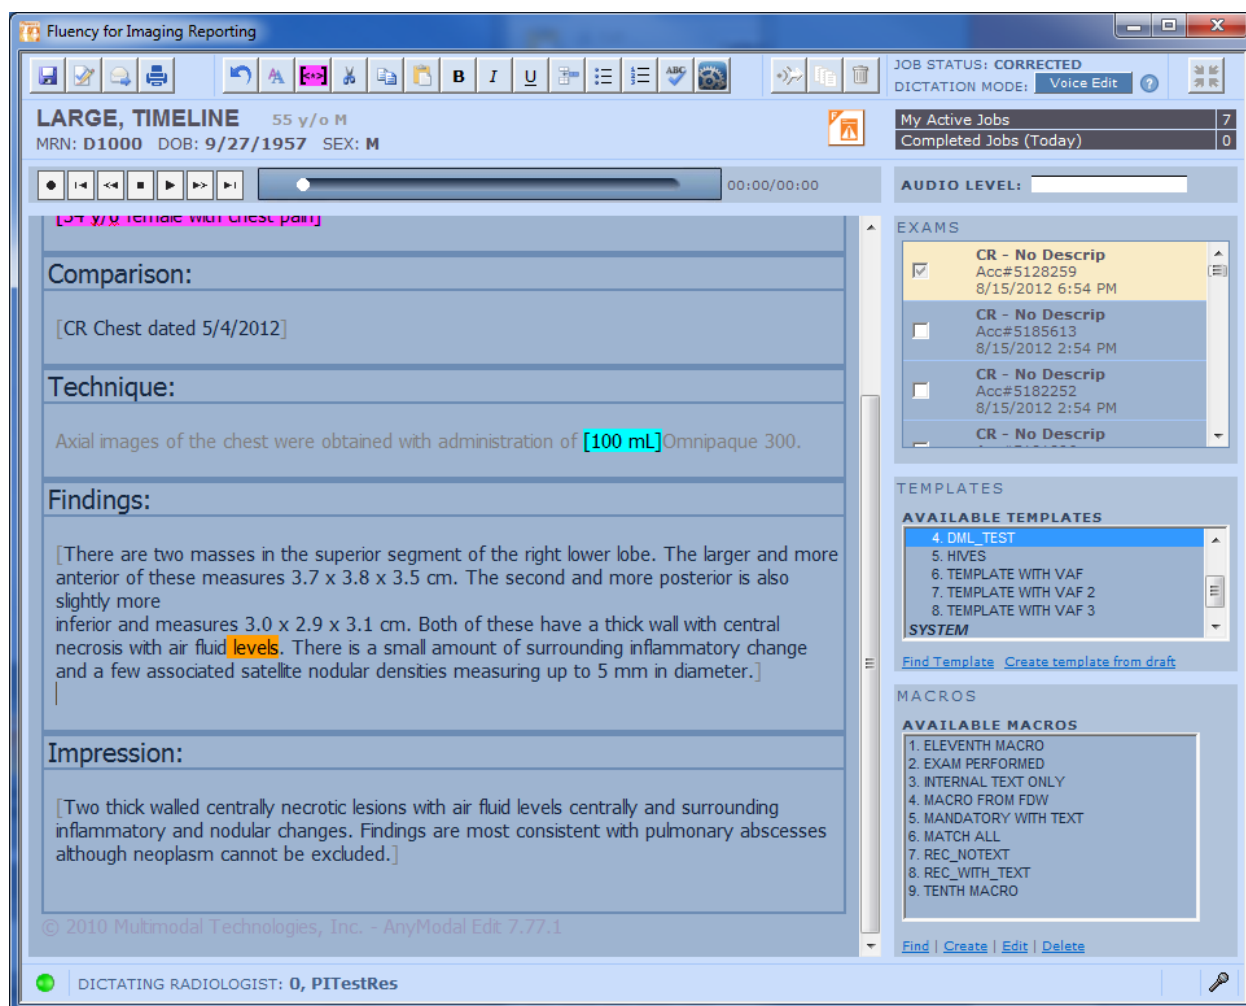 Fluency for Imaging Reporting
B I U ABC
JOB STATUS: CORRECTED
DICTATION MODE: Voice Edit ?
LARGE, TIMELINE 55 y/o M
MRN: D1000 DOB: 9/27/1957 SEX: M
My Active Jobs 7
Completed Jobs (Today) 0
00:00/00:00
AUDIO LEVEL:
[54 y/o female with chest pain]
Comparison:
[CR Chest dated 5/4/2012]
Technique:
Axial images of the chest were obtained with administration of [100 mL]Omnipaque 300.
Findings:
[There are two masses in the superior segment of the right lower lobe. The larger and more
anterior of these measures 3.7 x 3.8 x 3.5 cm. The second and more posterior is also
slightly more
inferior and measures 3.0 x 2.9 x 3.1 cm. Both of these have a thick wall with central
necrosis with air fluid levels. There is a small amount of surrounding inflammatory change
and a few associated satellite nodular densities measuring up to 5 mm in diameter.]
Impression:
[Two thick walled centrally necrotic lesions with air fluid levels centrally and surrounding
inflammatory and nodular changes. Findings are most consistent with pulmonary abscesses
although neoplasm cannot be excluded.]
© 2010 Multimodal Technologies, Inc. - AnyModal Edit 7.77.1
EXAMS
CR - No Descrip
Acc#5128259
8/15/2012 6:54 PM
CR - No Descrip
Acc#5185613
8/15/2012 2:54 PM
CR - No Descrip
Acc#5182252
8/15/2012 2:54 PM
CR - No Descrip
TEMPLATES
AVAILABLE TEMPLATES
4. DML_TEST
5. HIVES
6. TEMPLATE WITH VAF
7. TEMPLATE WITH VAF 2
8. TEMPLATE WITH VAF 3
SYSTEM
Find Template Create template from draft
MACROS
AVAILABLE MACROS
1. ELEVENTH MACRO
2. EXAM PERFORMED
3. INTERNAL TEXT ONLY
4. MACRO FROM FDW
5. MANDATORY WITH TEXT
6. MATCH ALL
7. REC_NOTEXT
8. REC_WITH_TEXT
9. TENTH MACRO
Find | Create | Edit | Delete
DICTATING RADIOLOGIST: 0, PITestRes